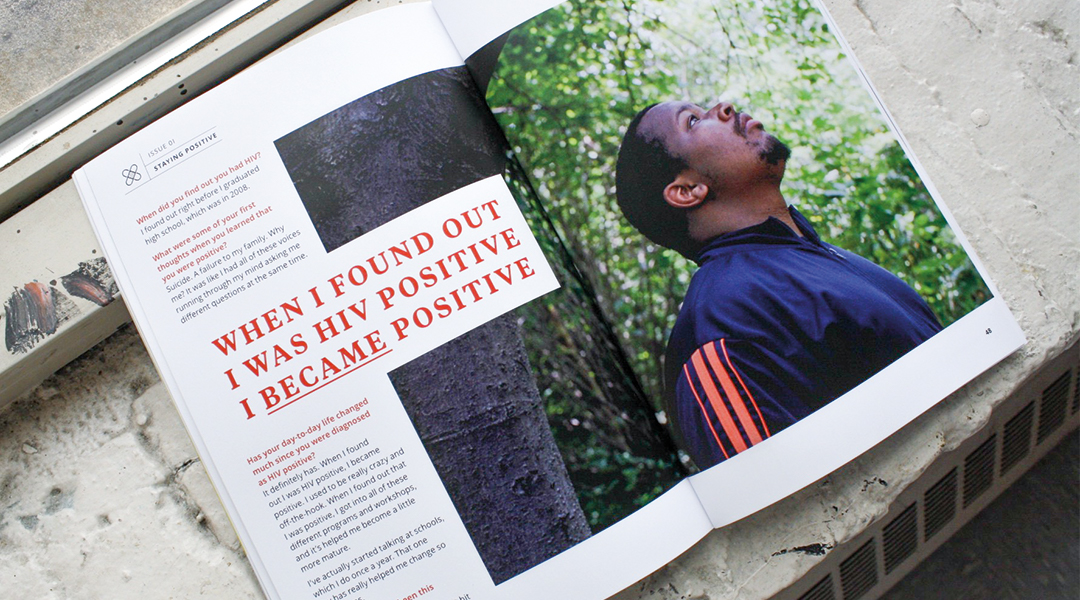 ISSUE 01
STAYING POSITIVE
When did you find out you had HIV?
I found out right before I graduated
high school, which was in 2008.
What were some of your first
thoughts when you learned that
you were positive?
Suicide. A failure to my family. Why
me? It was like I had all of these voices
running through my mind asking me
different questions at the same time.
WHEN I FOUND OUT
I WAS HIV POSITIVE
I BECAME POSITIVE
Has your day-to-day life changed
much since you were diagnosed
as HIV positive?
It definitely has. When I found
out I was HIV positive, I became
positive. I used to be really crazy and
off-the-hook. When I found out that
I was positive, I got into all of these
different programs and workshops,
and it's helped me become a little
more mature.
I've actually started talking at schools,
which I do once a year. That one
has really helped me change so
this
hit
48